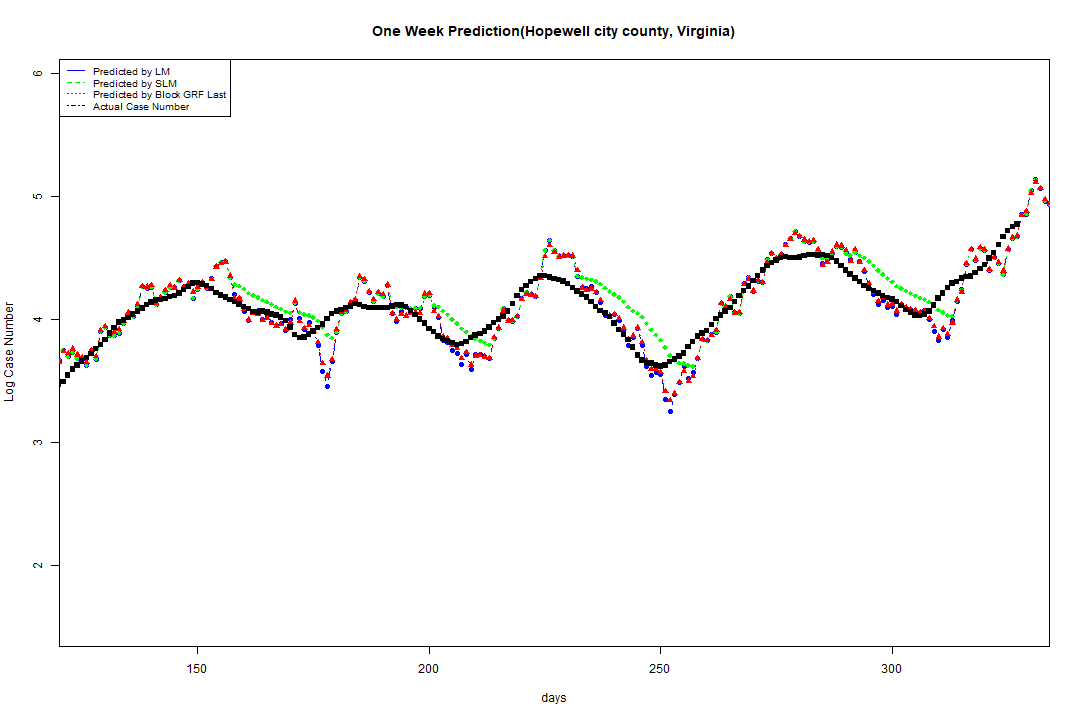 One Week Prediction(Hopewell city county, Virginia)
Predicted by LM
Predicted by SLM
Predicted by Block GRF Last
Actual Case Number
6
5
4
3
2
Log Case Number
150
200
250
300
days